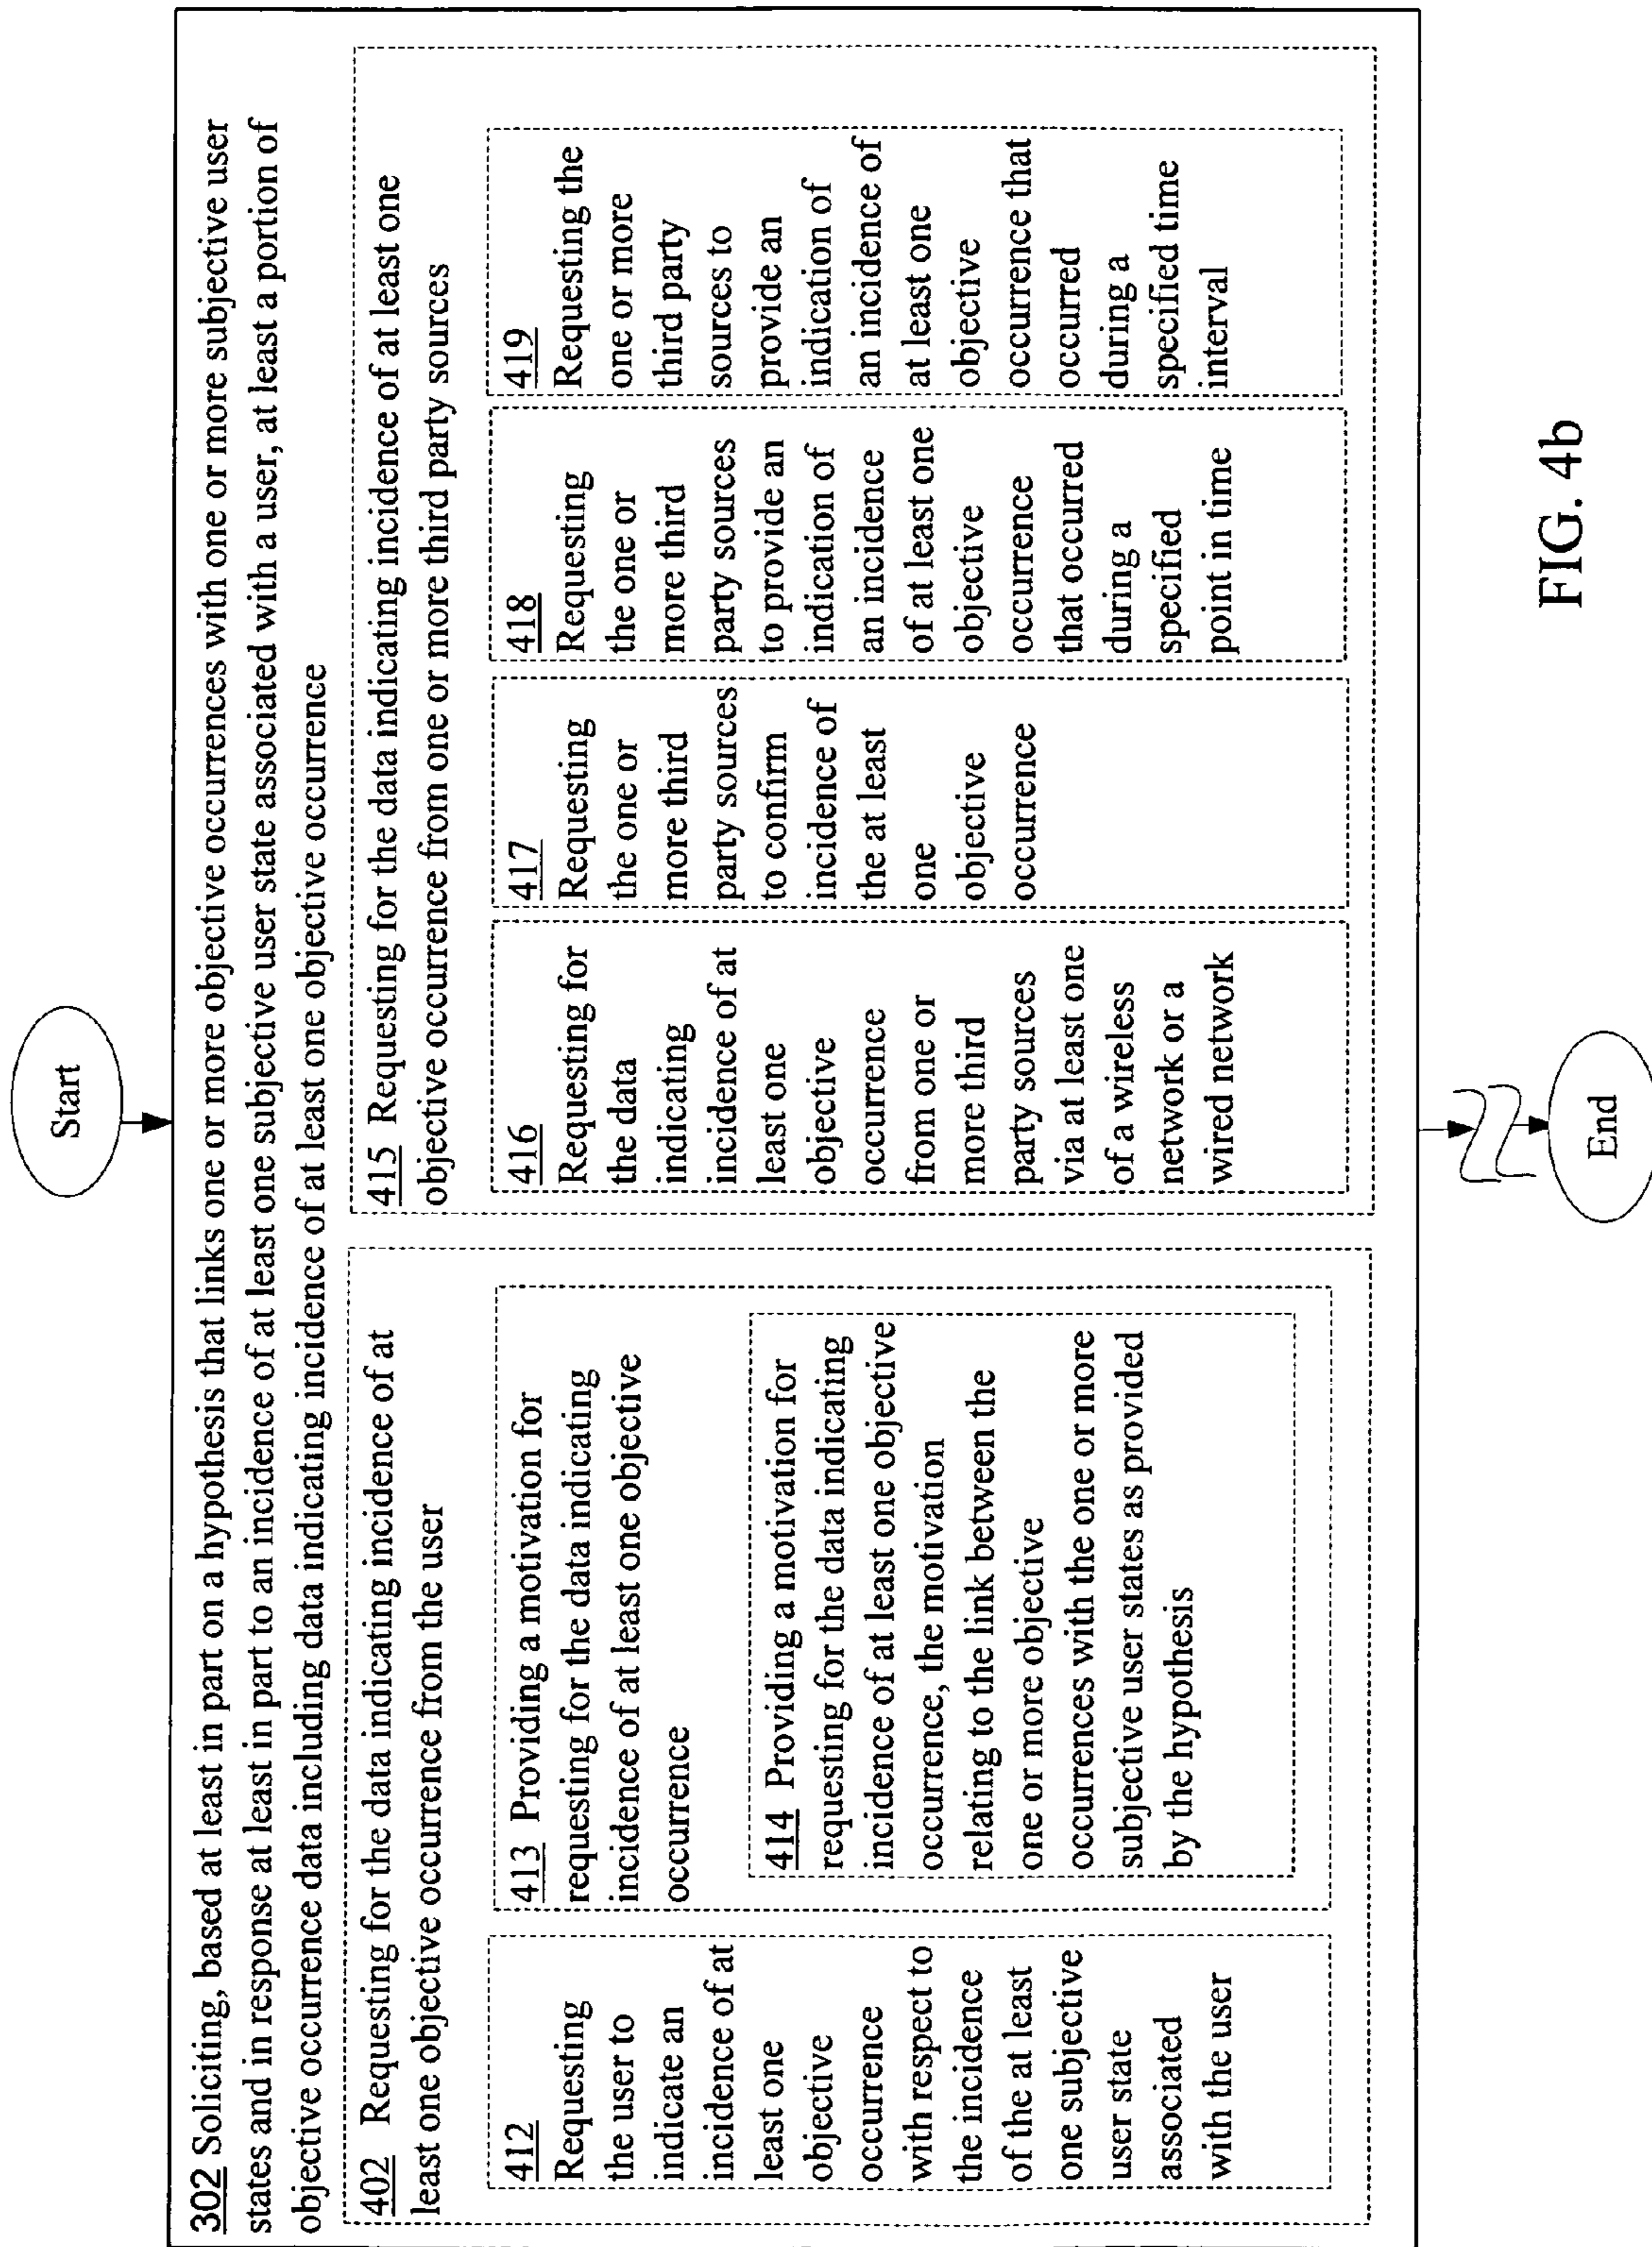 Start
302 Soliciting, based at least in part on a hypothesis that links one or more objective occurrences with one or more subjective user
states and in response at least in part to an incidence of at least one subjective user state associated with a user, at least a portion of
objective occurrence data including data indicating incidence of at least one objective occurrence
402 Requesting for the data indicating incidence of at
least one objective occurrence from the user
412
Requesting
the user to
indicate an
incidence of at
least one
objective
occurrence
with respect to
the incidence
of the at least
one subjective
user state
associated
with the user
413 Providing a motivation for
requesting for the data indicating
incidence of at least one objective
occurrence
414 Providing a motivation for
requesting for the data indicating
incidence of at least one objective
occurrence, the motivation
relating to the link between the
one or more objective
occurrences with the one or more
subjective user states as provided
by the hypothesis
415 Requesting for the data indicating incidence of at least one
objective occurrence from one or more third party sources
416
Requesting for
the data
indicating
incidence of at
least one
objective
occurrence
from one or
more third
party sources
via at least one
of a wireless
network or a
wired network
417
Requesting
the one or
more third
party sources
to confirm
incidence of
the at least
one
objective
occurrence
418
Requesting
the one or
more third
party sources
to provide an
indication of
an incidence
of at least one
objective
occurrence
that occurred
during a
specified
point in time
419
Requesting the
one or more
third party
sources to
provide an
indication of
an incidence of
at least one
objective
occurrence that
occurred
during a
specified time
interval
End
FIG. 4b